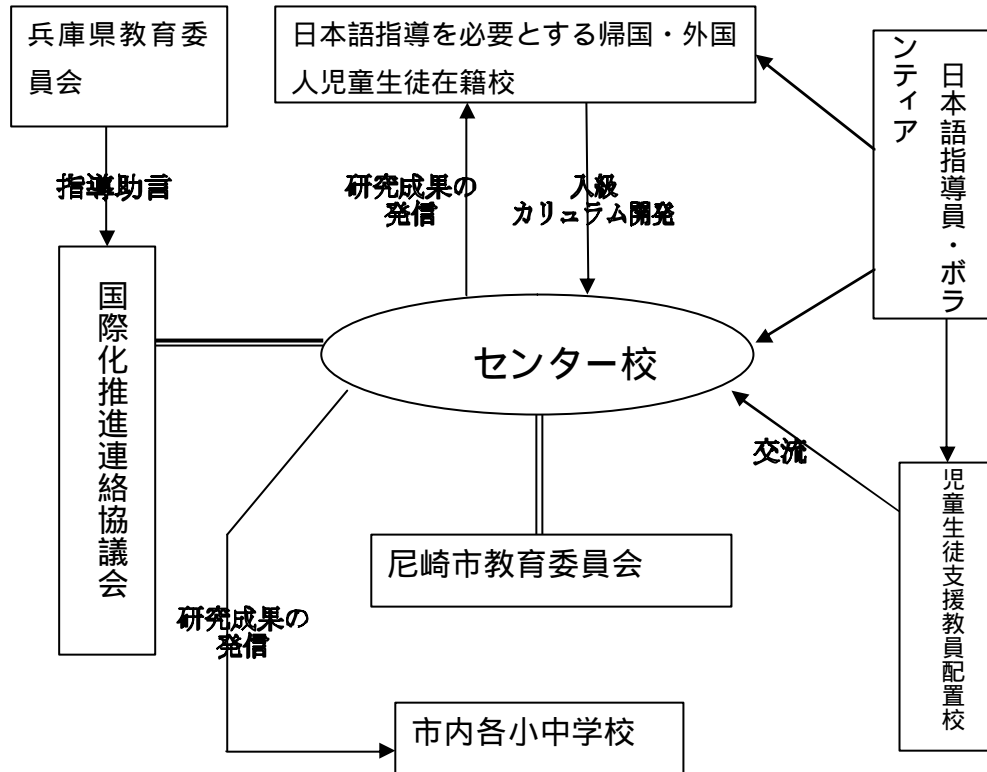 兵庫県教育委
員会
日本語指導を必要とする帰国・外国
人児童生徒在籍校
日本語指導員・ボラ
ンティア
指導助言
研究成果の
発信
入級
カリュラム開発
国際化推進連絡協議会
センター校
交流
児童生徒支援教員配置校
尼崎市教育委員会
研究成果の
発信
市内各小中学校